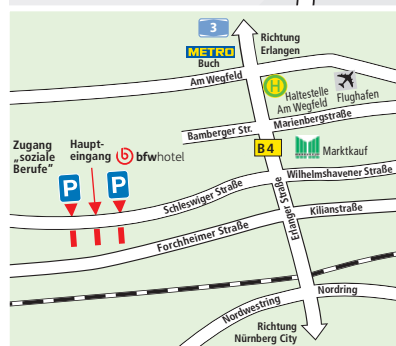 3
Richtung
Erlangen
METRO
Buch
Am Wegfeld
H
Haltestelle
Am Wegfeld
Flughafen
Marienbergstraße
Bamberger Str.
B 4
Marktkauf
Zugang
„soziale
Berufe"
Haupt-
eingang
b bfwhotel
P
P
Wilhelmshavener Straße
Schleswiger Straße
Erlanger Straße
Kilianstraße
Forchheimer Straße
Nordring
Nordwestring
Richtung
Nürnberg City